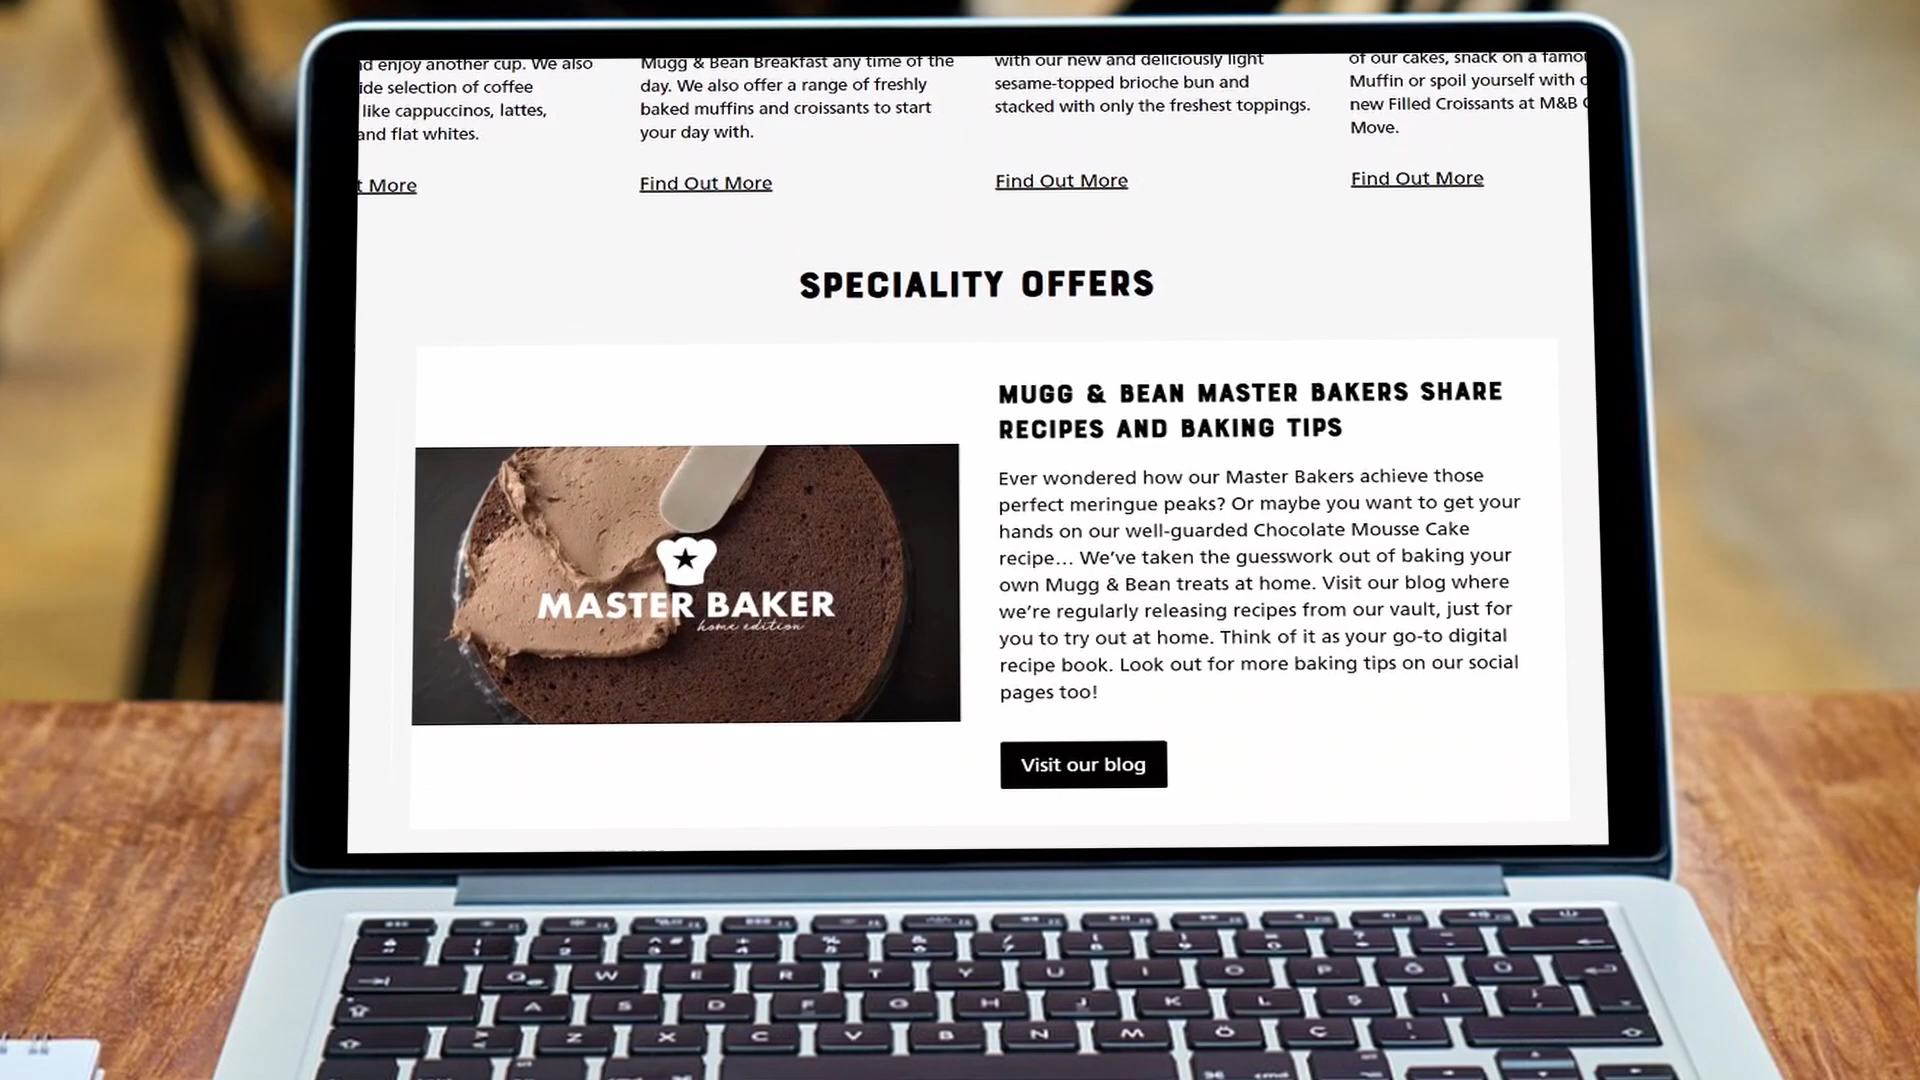 nd enjoy another cup. We also
ide selection of coffee
like cappuccinos, lattes,
and flat whites.
t More
Mugg & Bean Breakfast any time of the
day. We also offer a range of freshly
baked muffins and croissants to start
your day with.
Find Out More
with our new and deliciously light
sesame-topped brioche bun and
stacked with only the freshest toppings.
Find Out More
of our cakes, snack on a famo
Muffin or spoil yourself with
new Filled Croissants at M&B
Move.
Find Out More
SPECIALITY OFFERS
MASTER BAKER
home edition
MUGG & BEAN MASTER BAKERS SHARE
RECIPES AND BAKING TIPS
Ever wondered how our Master Bakers achieve those
perfect meringue peaks? Or maybe you want to get your
hands on our well-guarded Chocolate Mousse Cake
recipe... We've taken the guesswork out of baking your
own Mugg & Bean treats at home. Visit our blog where
we're regularly releasing recipes from our vault, just for
you to try out at home. Think of it as your go-to digital
recipe book. Look out for more baking tips on our social
pages too!
Visit our blog
Q W E R T Y U I O P Ğ Ü
A S D F G H J K L Ş İ
Z X C V B N M Ö Ç